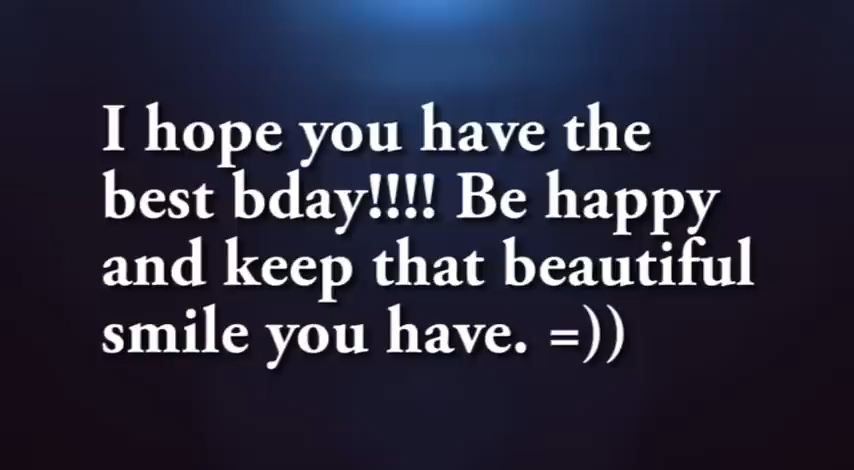 I hope you have the
best bday!!!! Be happy
and keep that beautiful
smile you have. =))